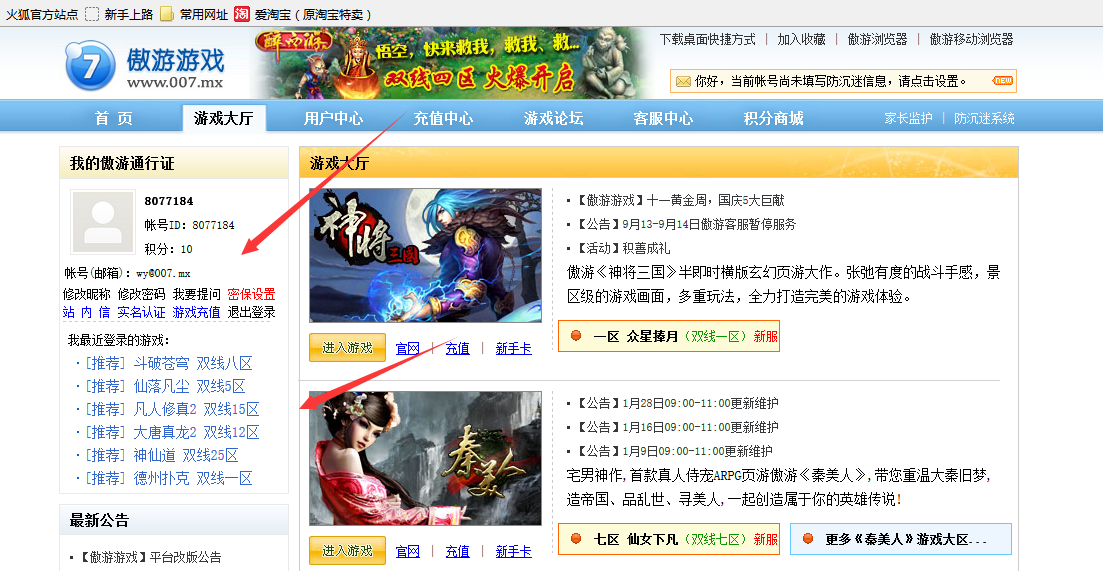 火狐官方站点 新手上路 常用网址 淘 爱淘宝（原淘宝特卖）
7 傲游游戏
www.007.mx
醉西游
悟空，快来救我，救我、救...
双线四区 火爆开启
下载桌面快捷方式 | 加入收藏 | 傲游浏览器 | 傲游移动浏览器
你好，当前帐号尚未填写防沉迷信息，请点击设置。 NEW
首 页 游戏大厅 用户中心 充值中心 游戏论坛 客服中心 积分商城 家长监护 | 防沉迷系统
我的傲游通行证
8077184
帐号ID：8077184
积分：10
帐号(邮箱)：wy@007.mx
修改昵称 修改密码 我要提问 密保设置
站 内 信 实名认证 游戏充值 退出登录
我最近登录的游戏：
·［推荐］ 斗破苍穹 双线八区
·［推荐］ 仙落凡尘 双线5区
·［推荐］ 凡人修真2 双线15区
·［推荐］ 大唐真龙2 双线12区
·［推荐］ 神仙道 双线25区
·［推荐］ 德州扑克 双线一区
最新公告
▪【傲游游戏】平台改版公告
游戏大厅
神将三国
进入游戏 官网 | 充值 | 新手卡
▪【傲游游戏】十一黄金周，国庆5大巨献
▪【公告】9月13-9月14日傲游客服暂停服务
▪【活动】积善成礼
傲游《神将三国》半即时横版玄幻页游大作。张弛有度的战斗手感，景
区级的游戏画面，多重玩法，全力打造完美的游戏体验。
一区 众星捧月（双线一区）新服
秦美人
进入游戏 官网 | 充值 | 新手卡
▪【公告】1月28日09:00-11:00更新维护
▪【公告】1月16日09:00-11:00更新维护
▪【公告】1月9日09:00-11:00更新维护
宅男神作,首款真人侍宠ARPG页游傲游《秦美人》,带您重温大秦旧梦,
造帝国、品乱世、寻美人,一起创造属于你的英雄传说!
七区 仙女下凡（双线七区）新服
更多《秦美人》游戏大区...